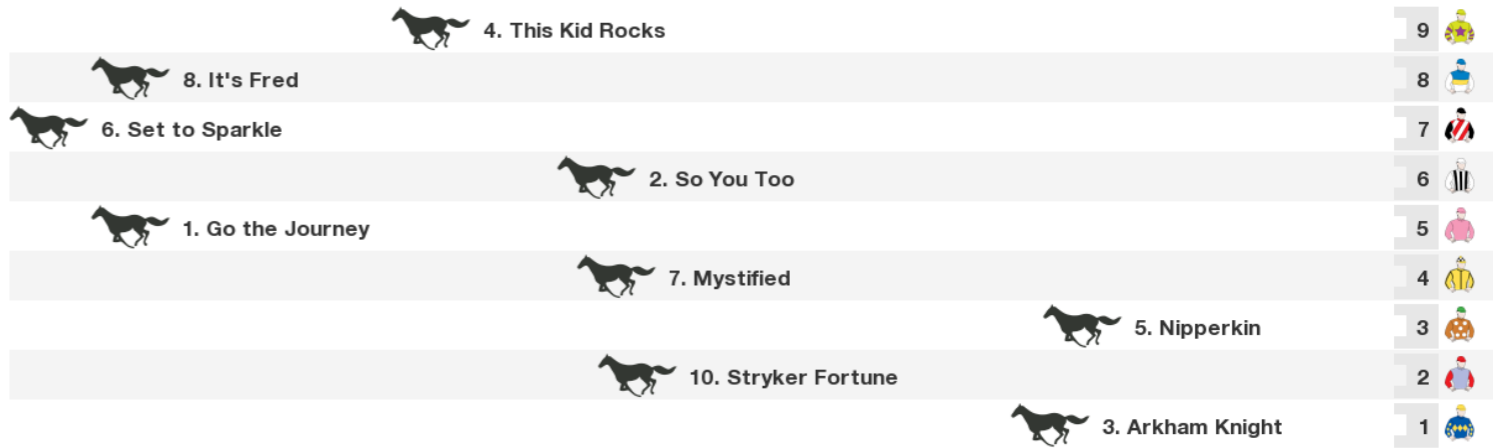 4. This Kid Rocks 9
8. It's Fred 8
6. Set to Sparkle 7
2. So You Too 6
1. Go the Journey 5
7. Mystified 4
5. Nipperkin 3
10. Stryker Fortune 2
3. Arkham Knight 1